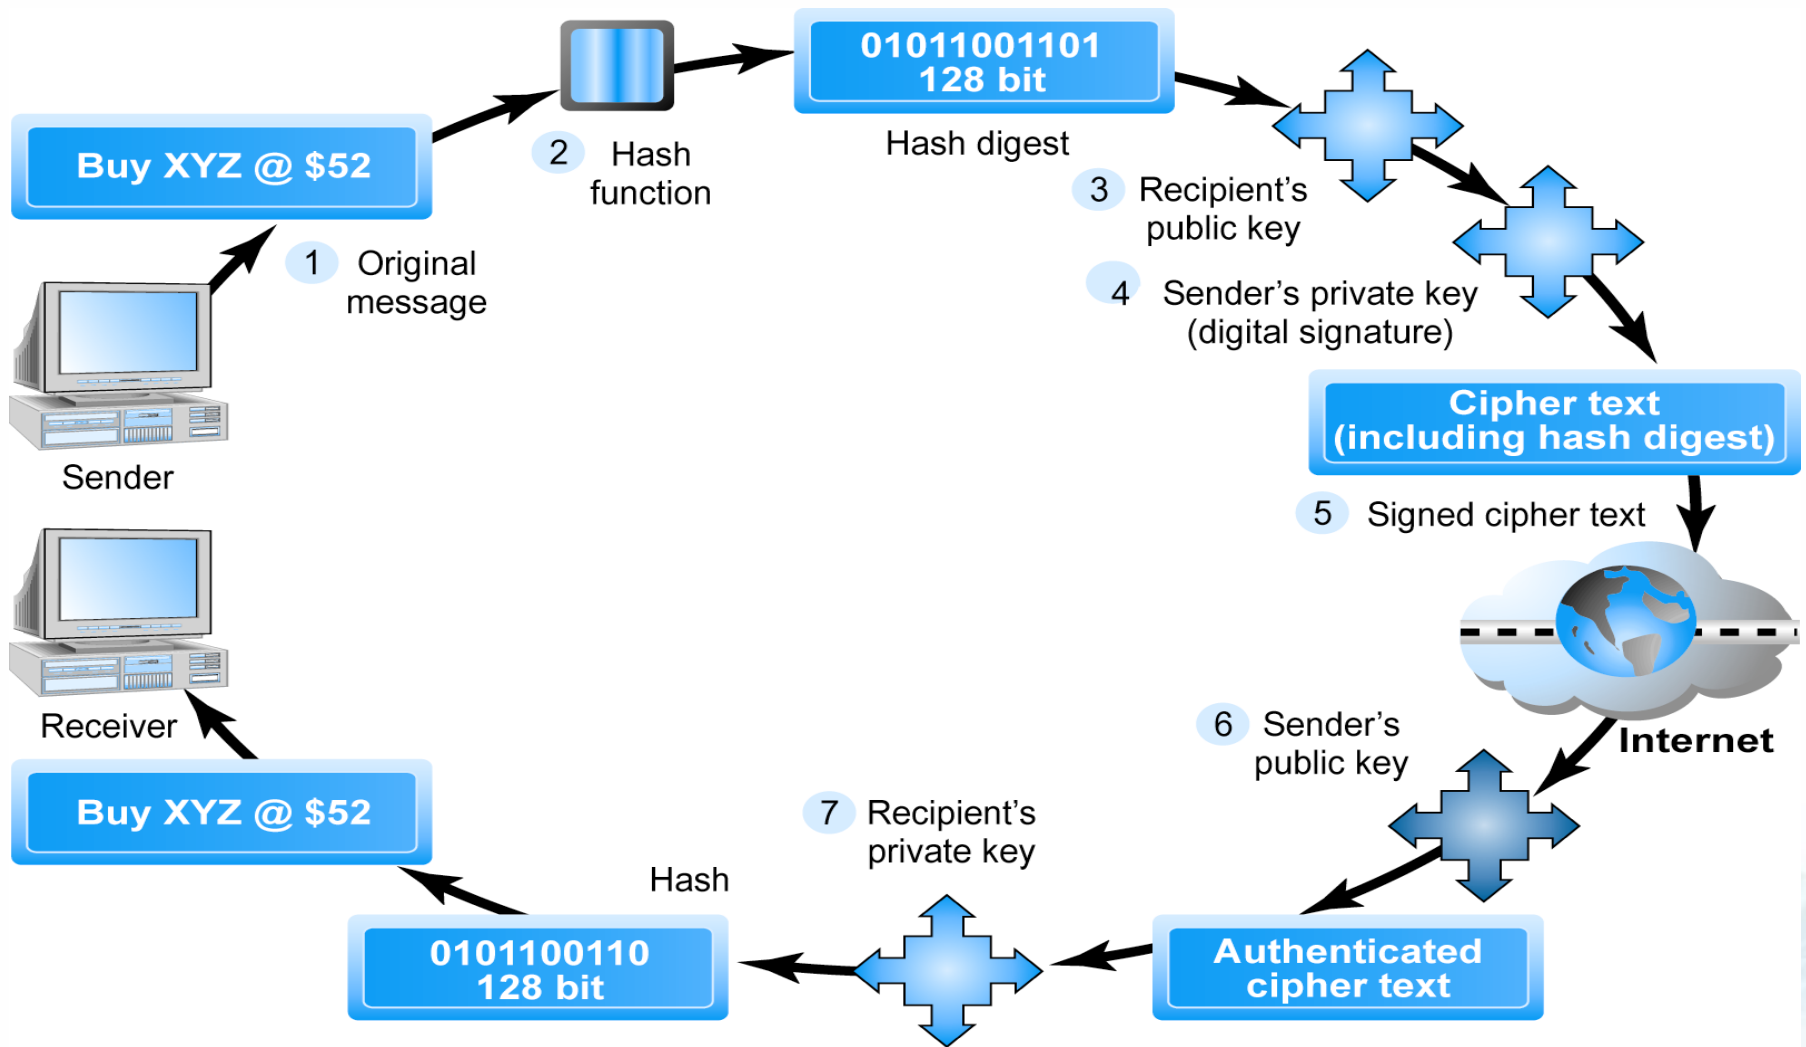 Buy XYZ @ $52
Sender
1 Original
message
2 Hash
function
01011001101
128 bit
Hash digest
3 Recipient's
public key
4 Sender's private key
(digital signature)
Cipher text
(including hash digest)
5 Signed cipher text
Internet
6 Sender's
public key
Authenticated
cipher text
7 Recipient's
private key
Hash
0101100110
128 bit
Buy XYZ @ $52
Receiver